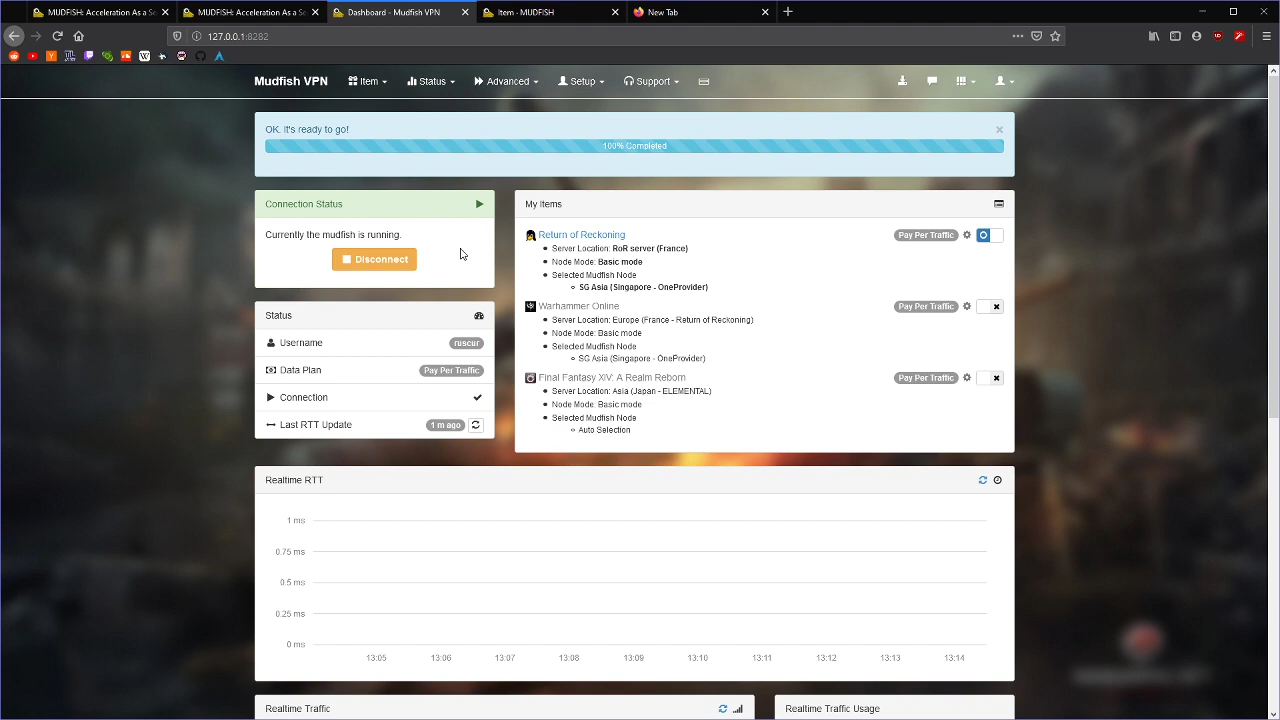 MUDFISH: Acceleration As a Se
MUDFISH: Acceleration As a Se
Dashboard - Mudfish VPN
Item - MUDFISH
New Tab
127.0.0.1:8282
Mudfish VPN
Item
Status
Advanced
Setup
Support
OK. It's ready to go!
100% Completed
Connection Status
Currently the mudfish is running.
Disconnect
Status
Username
ruscur
Data Plan
Pay Per Traffic
Connection
Last RTT Update
1 m ago
My Items
Return of Reckoning
Pay Per Traffic
Server Location: RoR server (France)
Node Mode: Basic mode
Selected Mudfish Node
SG Asia (Singapore - OneProvider)
Warhammer Online
Pay Per Traffic
Server Location: Europe (France - Return of Reckoning)
Node Mode: Basic mode
Selected Mudfish Node
SG Asia (Singapore - OneProvider)
Final Fantasy XIV: A Realm Reborn
Pay Per Traffic
Server Location: Asia (Japan - ELEMENTAL)
Node Mode: Basic mode
Selected Mudfish Node
Auto Selection
Realtime RTT
1 ms
0.75 ms
0.5 ms
0.25 ms
0 ms
13:05 13:06 13:07 13:08 13:09 13:10 13:11 13:12 13:13 13:14
Realtime Traffic
Realtime Traffic Usage